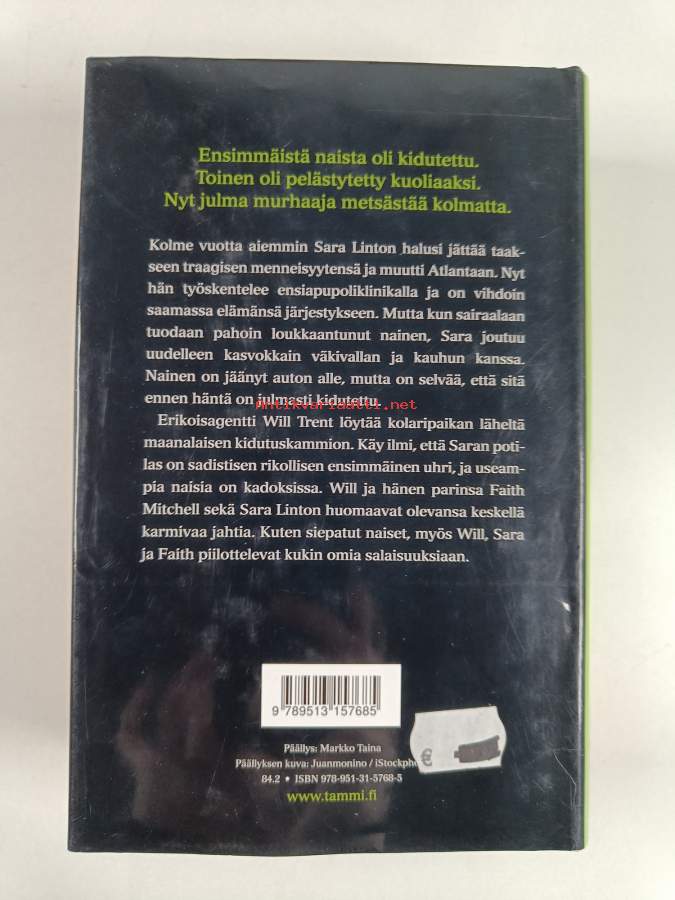 Ensimmäistä naista oli kidutettu.
Toinen oli pelästytetty kuoliaaksi.
Nyt julma murhaaja metsästää kolmatta.
Kolme vuotta aiemmin Sara Linton halusi jättää taak-
seen traagisen menneisyytensä ja muutti Atlantaan. Nyt
hän työskentelee ensiapupoliklinikalla ja on vihdoin
saamassa elämänsä järjestykseen. Mutta kun sairaalaan
tuodaan pahoin loukkaantunut nainen, Sara joutuu
uudelleen kasvokkain väkivallan ja kauhun kanssa.
Nainen on jäänyt auton alle, mutta on selvää, että sitä
ennen häntä on julmasti kidutettu.
antikvariaatti.net
Erikoisagentti Will Trent löytää kolaripaikan läheltä
maanalaisen kidutuskammion. Käy ilmi, että Saran poti-
las on sadistisen rikollisen ensimmäinen uhri, ja useam-
pia naisia on kadoksissa. Will ja hänen parinsa Faith
Mitchell sekä Sara Linton huomaavat olevansa keskellä
karmivaa jahtia. Kuten siepatut naiset, myös Will, Sara
ja Faith piilottelevat kukin omia salaisuuksiaan.
9 789513 157685
Päällys: Markko Taina
Päällyksen kuva: Juanmonino / iStockpho
84.2 • ISBN 978-951-31-5768-5
www.tammi.fi